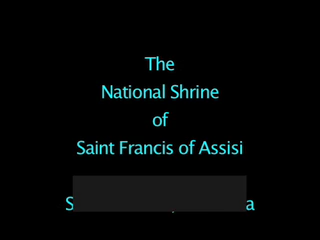 The
National Shrine
of
Saint Francis of Assisi